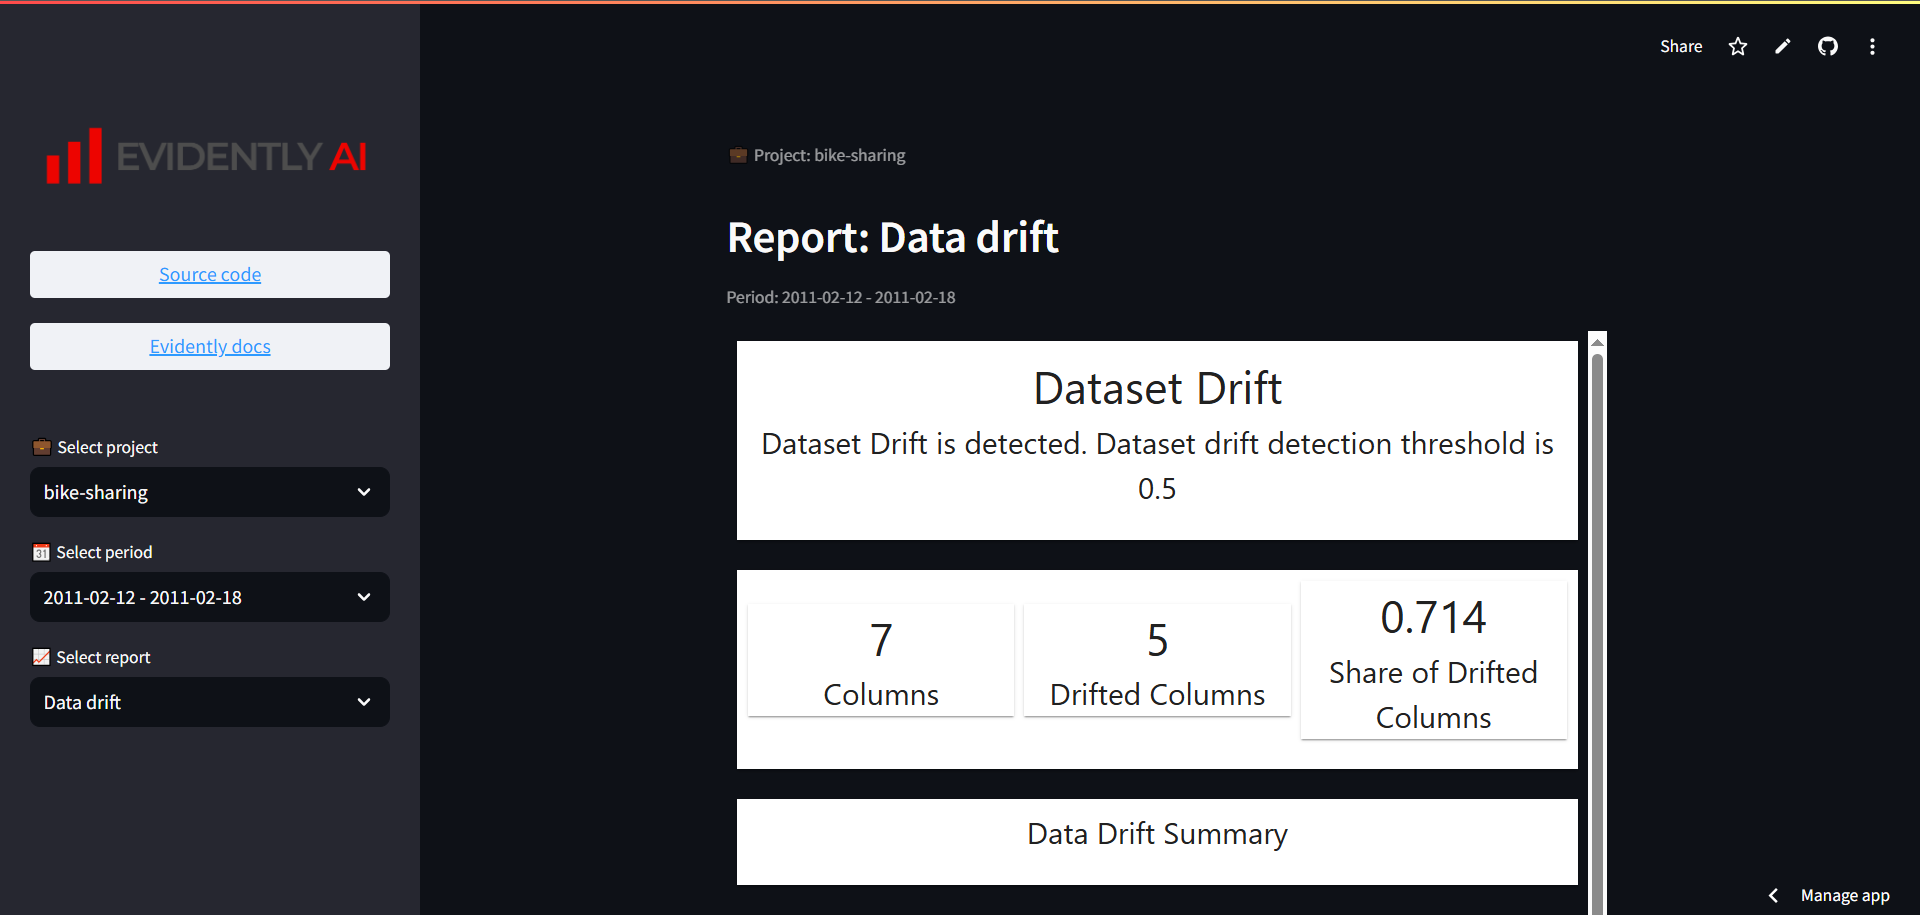 Share
EVIDENTLY AI
Source code
Evidently docs
Select project
bike-sharing
31 Select period
2011-02-12 - 2011-02-18
Select report
Data drift
Project: bike-sharing
Report: Data drift
Period: 2011-02-12 - 2011-02-18
Dataset Drift
Dataset Drift is detected. Dataset drift detection threshold is
0.5
7
Columns
5
Drifted Columns
0.714
Share of Drifted
Columns
Data Drift Summary
Manage app